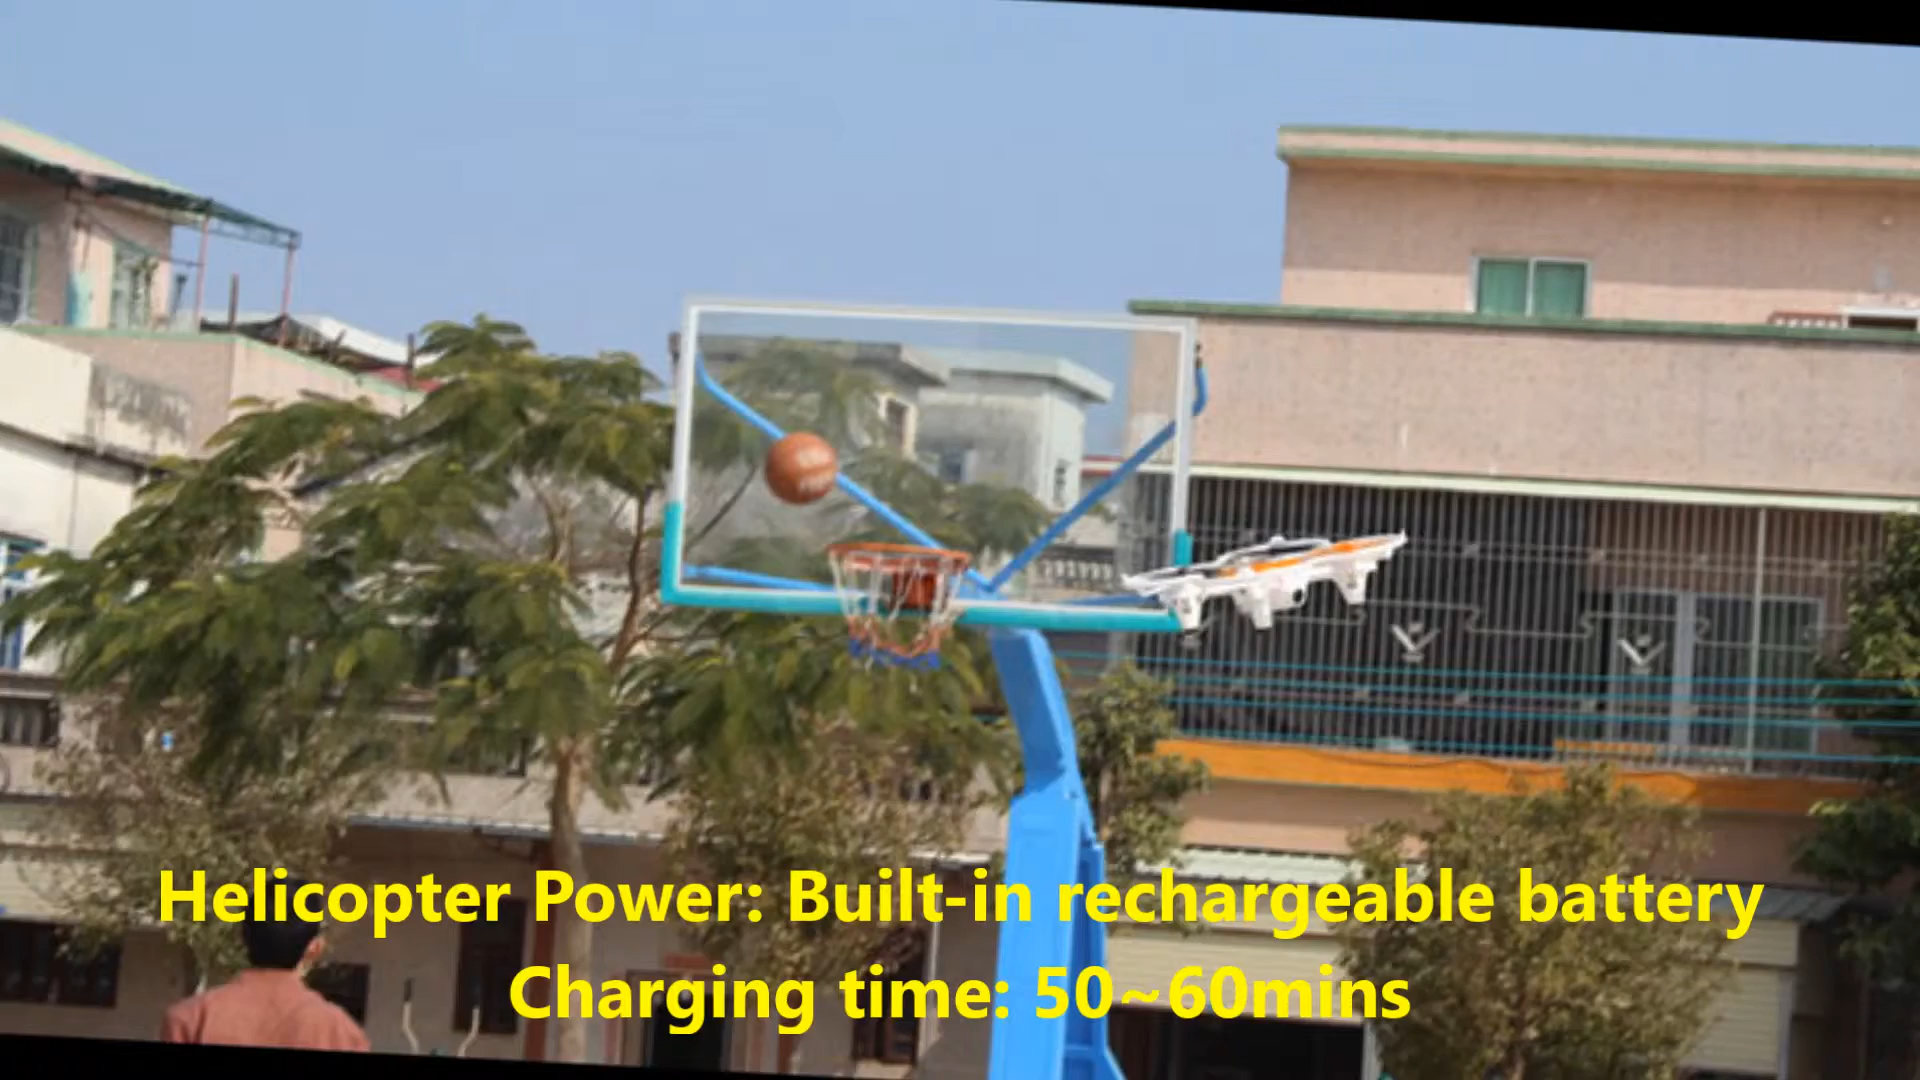 Helicopter Power: Built-in rechargeable battery
Charging time: 50~60mins